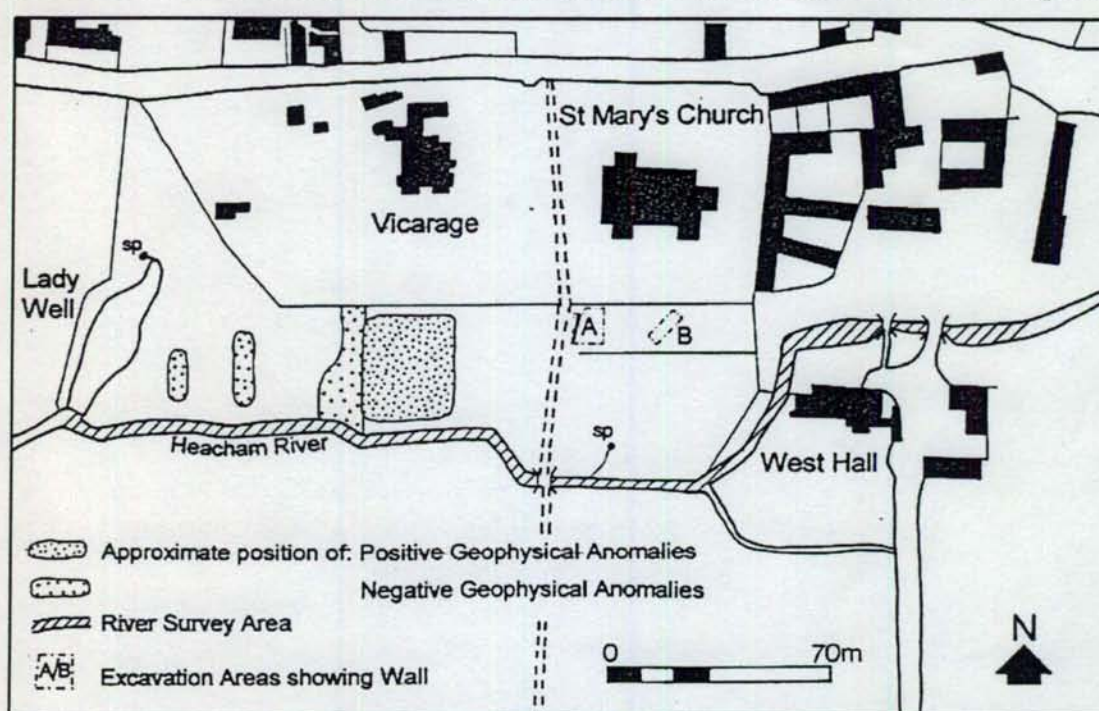 St Mary's Church
Vicarage
sp
Lady
Well
A
B
Heacham River
sp
West Hall
Approximate position of: Positive Geophysical Anomalies
Negative Geophysical Anomalies
River Survey Area
A/B
Excavation Areas showing Wall
0
70m
N